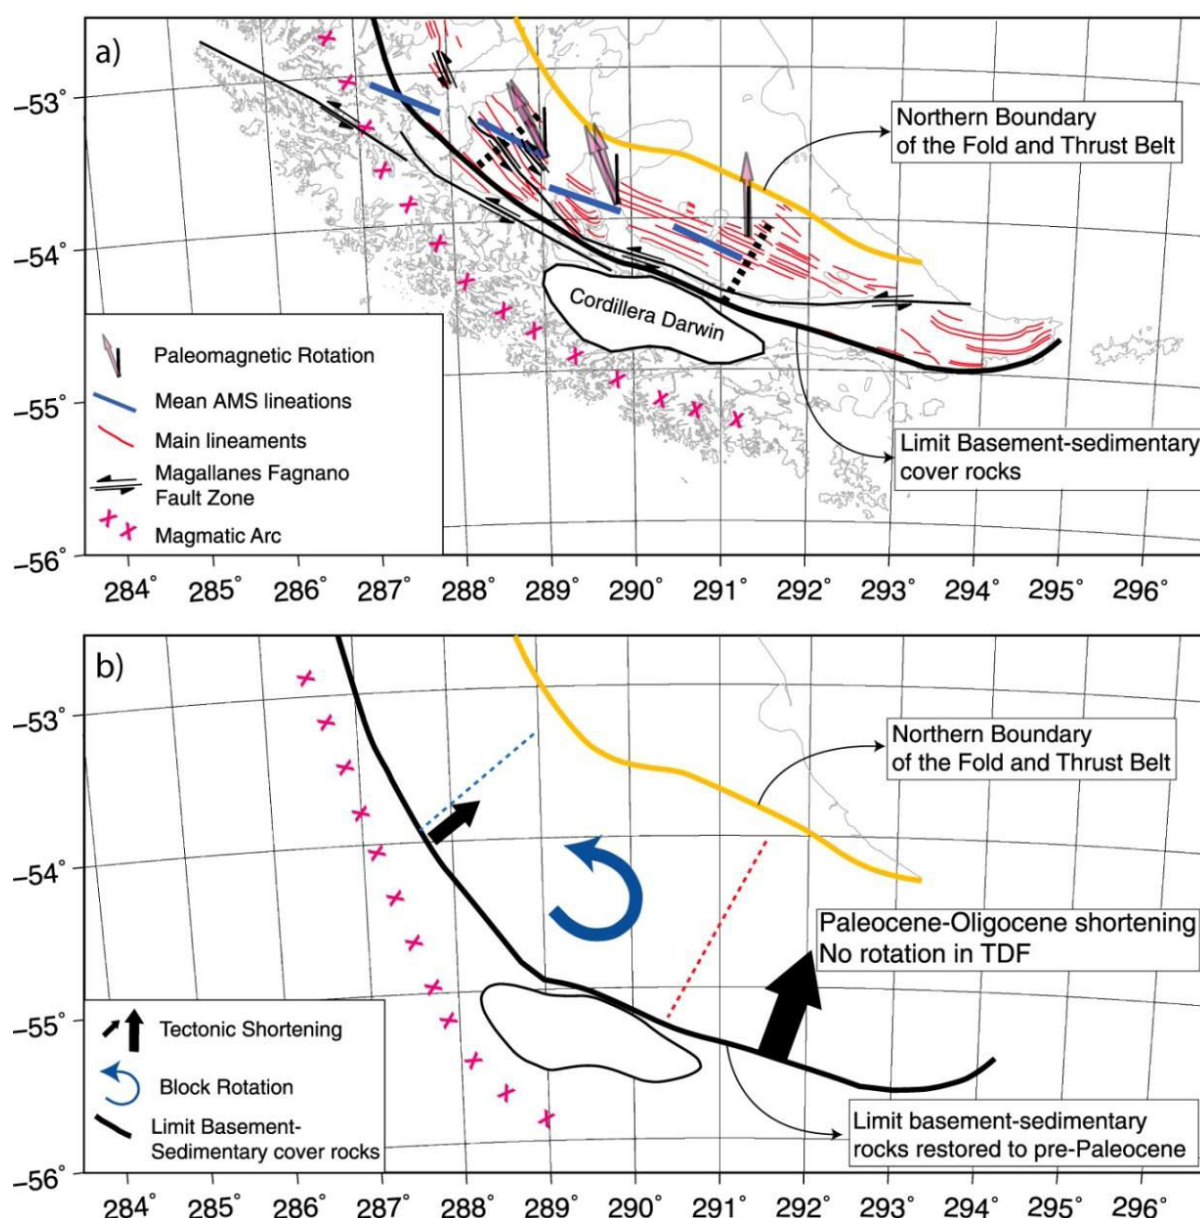 a)
Northern Boundary
of the Fold and Thrust Belt
–53°
–54°
–55°
–56°
Cordillera Darwin
Paleomagnetic Rotation
Mean AMS lineations
Main lineaments
Magallanes Fagnano
Fault Zone
Magmatic Arc
Limit Basement-sedimentary
cover rocks
284° 285° 286° 287° 288° 289° 290° 291° 292° 293° 294° 295° 296°
b)
Northern Boundary
of the Fold and Thrust Belt
–53°
–54°
–55°
–56°
Paleocene-Oligocene shortening
No rotation in TDF
Tectonic Shortening
Block Rotation
Limit Basement-
Sedimentary cover rocks
Limit basement-sedimentary
rocks restored to pre-Paleocene
284° 285° 286° 287° 288° 289° 290° 291° 292° 293° 294° 295° 296°